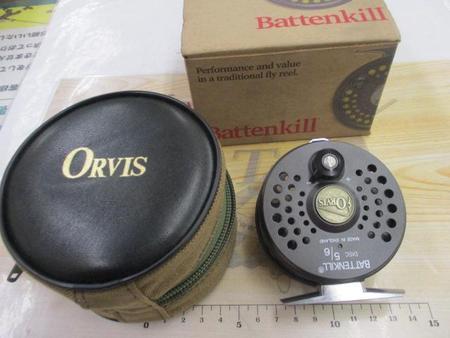 Battenkill
Performance and value
in a traditional fly reel.
Battenkill
ORVIS
ORVIS
MADE IN ENGLAND
BATTENKILL®
DISC 5/6
0 1 2 3 4 5 6 7 8 9 10 11 12 13 14 15